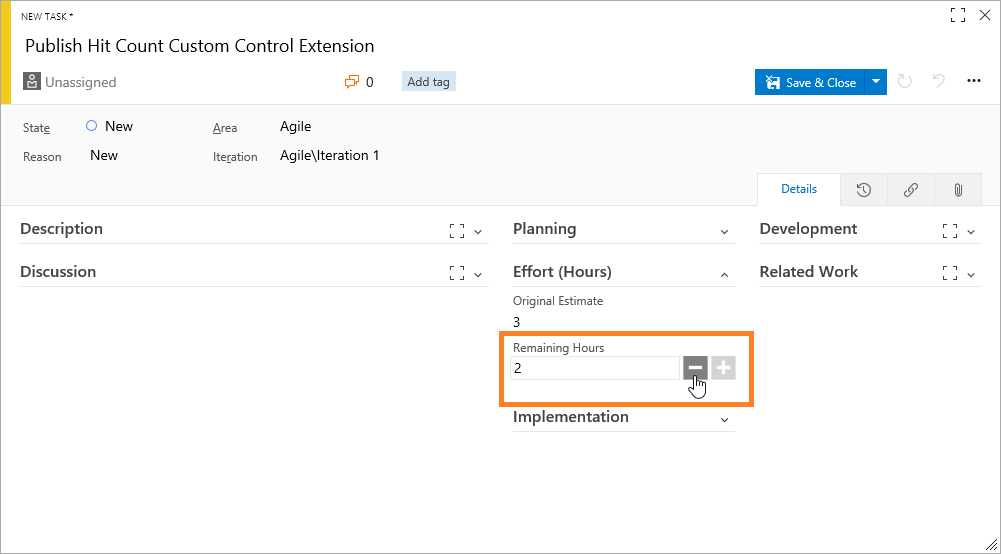 NEW TASK *
Publish Hit Count Custom Control Extension
Unassigned
0
Add tag
Save & Close
State
New
Area
Agile
Reason
New
Iteration
Agile\Iteration 1
Details
Description
Planning
Development
Discussion
Effort (Hours)
Related Work
Original Estimate
3
Remaining Hours
2
Implementation